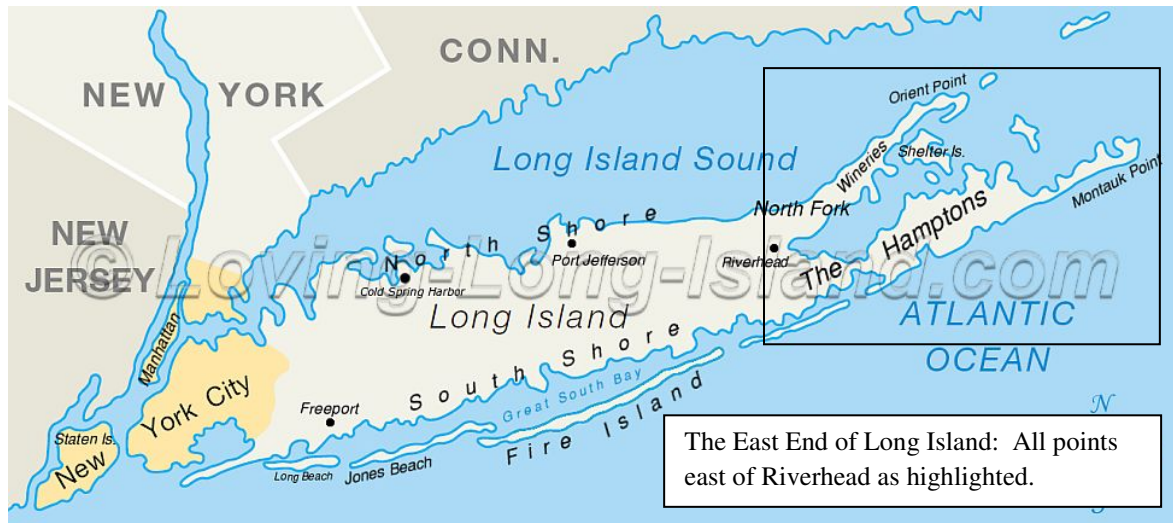 CONN.
NEW YORK
Orient Point
Long Island Sound
Wineries
Shelter Is.
Montauk Point
North Fork
The Hamptons
NEW
JERSEY
North Shore
Port Jefferson
Riverhead
© Loving-Long-Island.com
Cold Spring Harbor
Long Island
ATLANTIC
OCEAN
Manhattan
South Shore
Great South Bay
Fire Island
New York City
Freeport
Staten Is.
Long Beach
Jones Beach
N
The East End of Long Island: All points
east of Riverhead as highlighted.